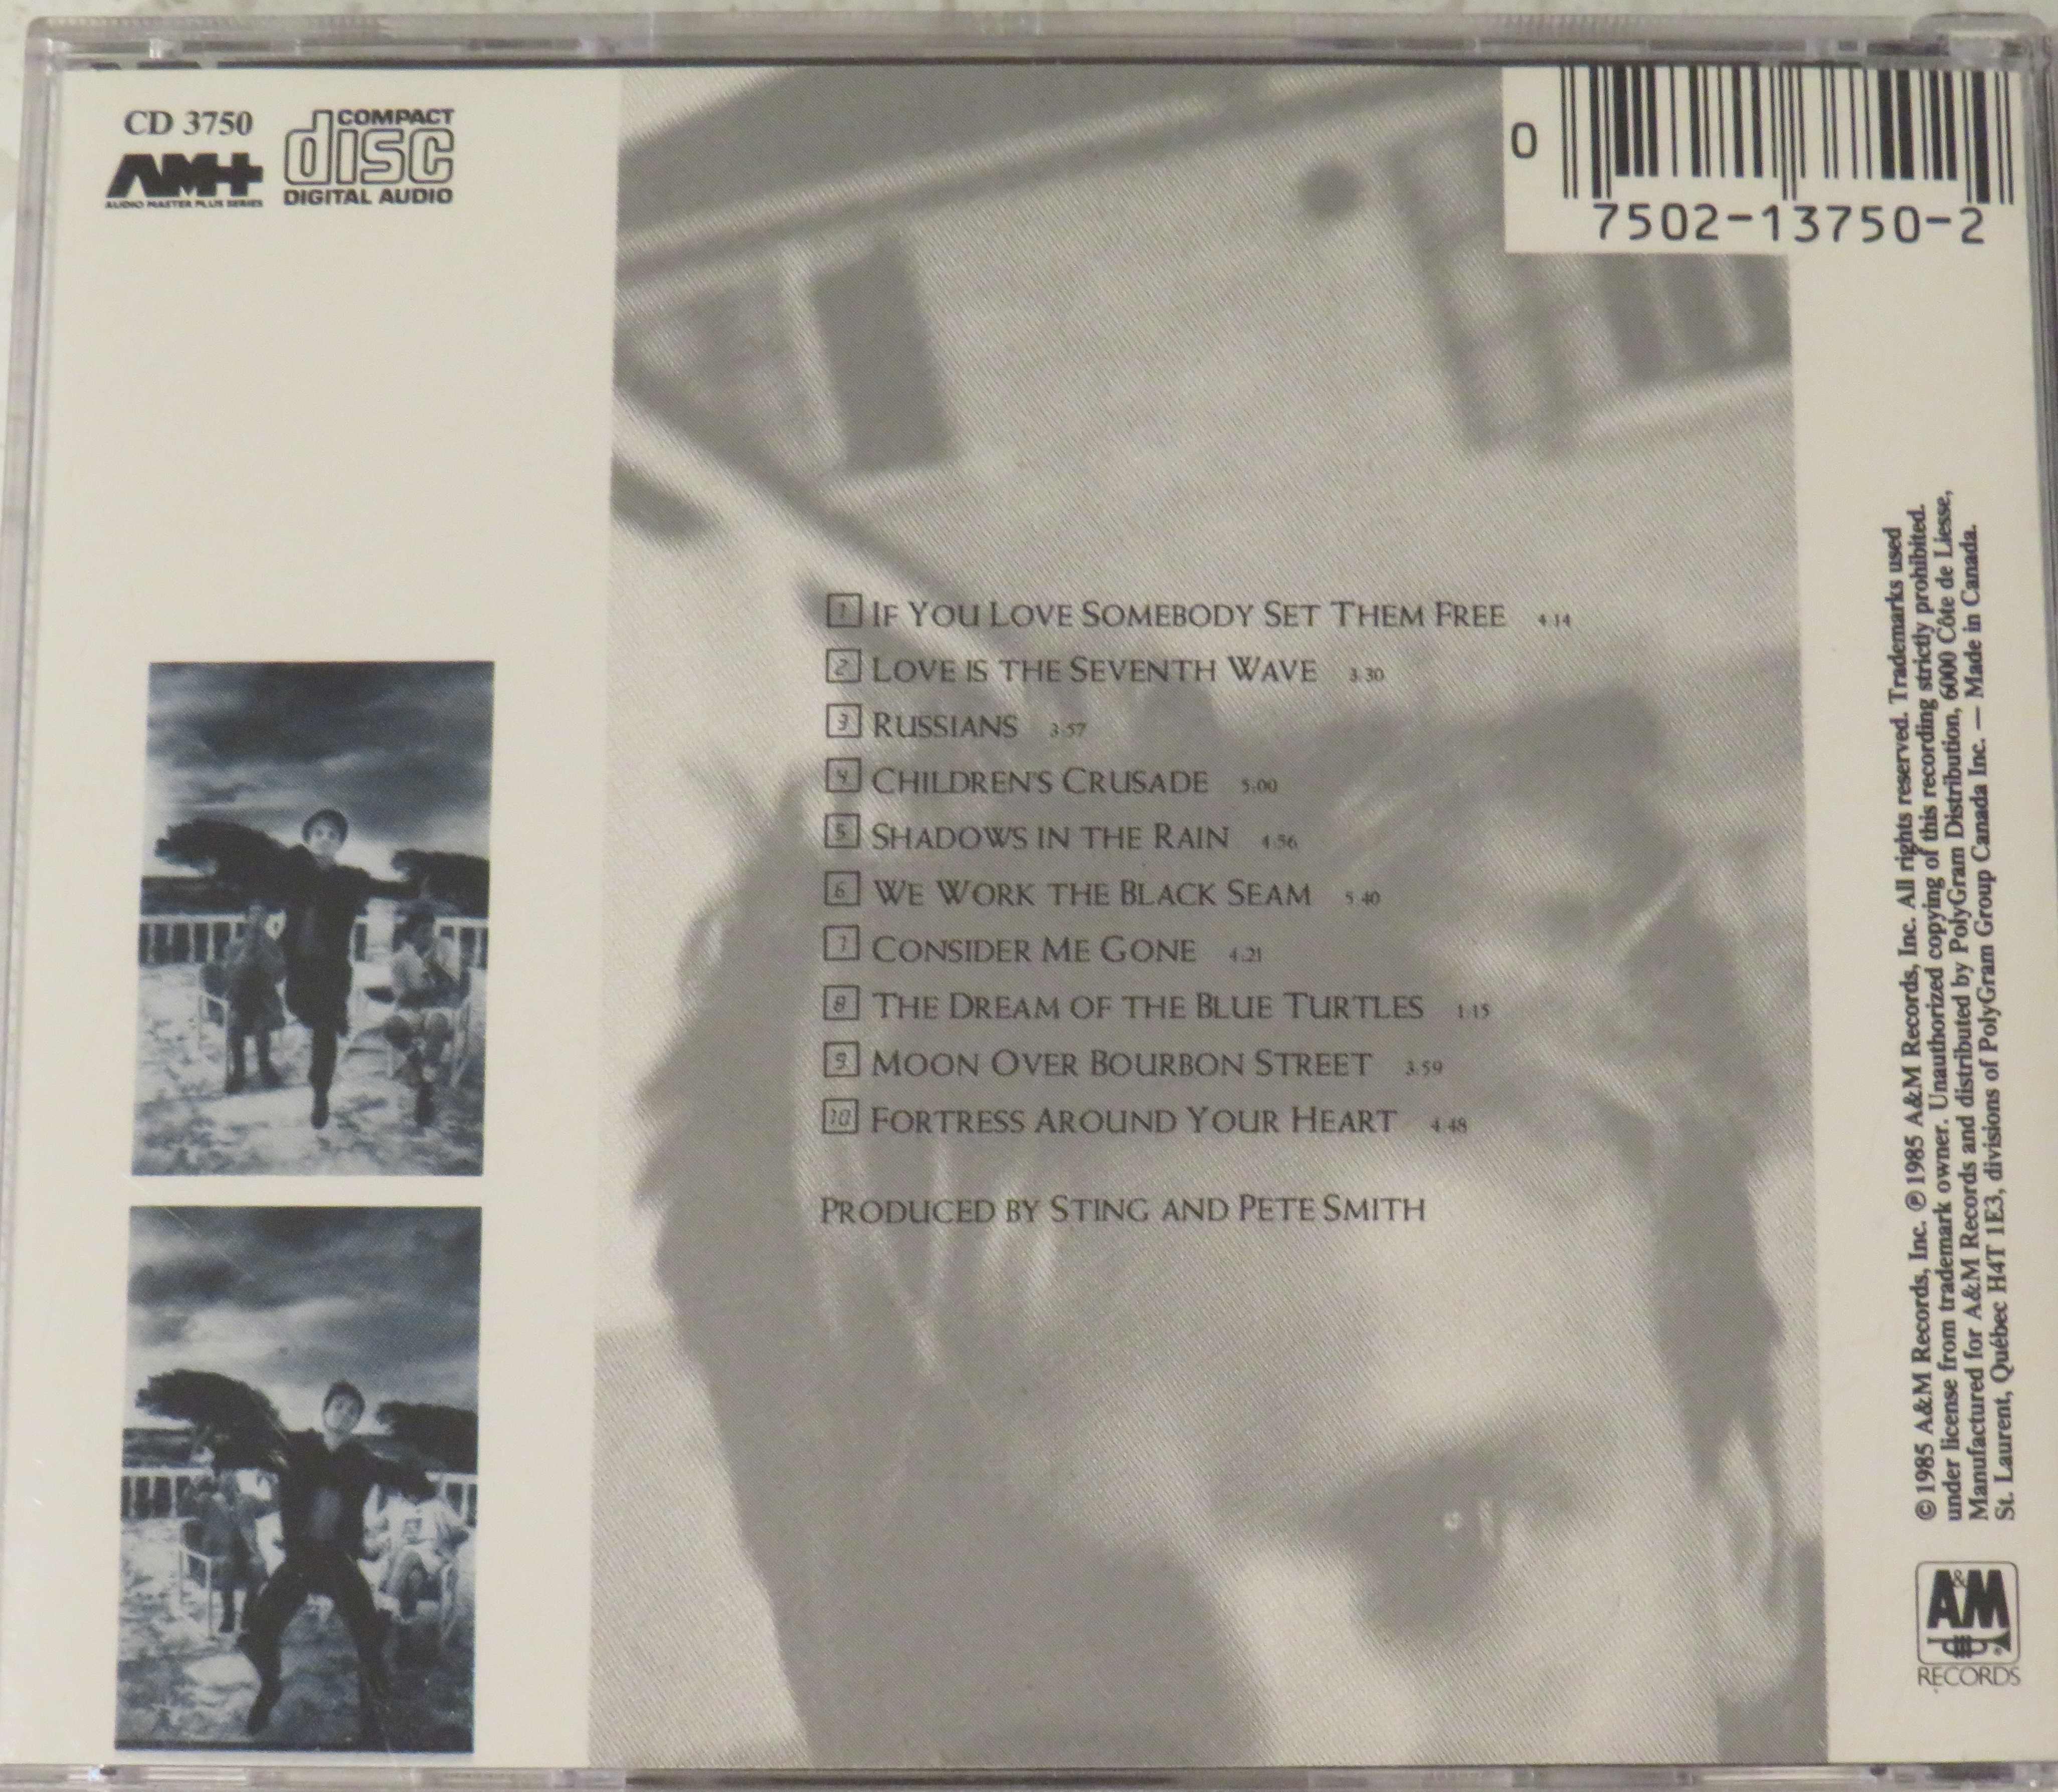 CD 3750
AM+
AUDIO MASTER PLUS SERIES
COMPACT
disc
DIGITAL AUDIO
0
7502-13750-2
1 IF YOU LOVE SOMEBODY SET THEM FREE 4:14
2 LOVE IS THE SEVENTH WAVE 3:30
3 RUSSIANS 3:57
4 CHILDREN'S CRUSADE 5:00
5 SHADOWS IN THE RAIN 4:56
6 WE WORK THE BLACK SEAM 5:40
7 CONSIDER ME GONE 4:21
8 THE DREAM OF THE BLUE TURTLES 1:15
9 MOON OVER BOURBON STREET 3:59
10 FORTRESS AROUND YOUR HEART 4:48
PRODUCED BY STING AND PETE SMITH
©1985 A&M Records, Inc. ℗1985 A&M Records, Inc. All rights reserved. Trademarks used
under license from trademark owner. Unauthorized copying of this recording strictly prohibited.
Manufactured for A&M Records and distributed by PolyGram Distribution, 6000 Côte de Liesse,
St. Laurent, Québec H4T 1E3, divisions of PolyGram Group Canada Inc. — Made in Canada.
A&M
RECORDS